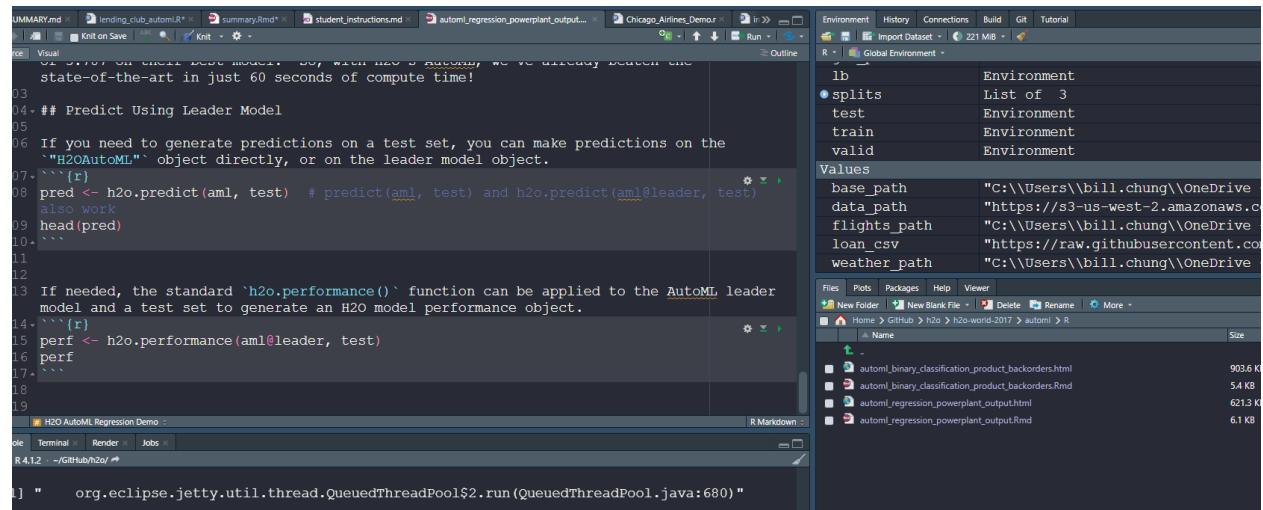 UMMARY.md
lending_club_automl.R*
summary.Rmd*
student_instructions.md
automl_regression_powerplant_output....
Chicago_Airlines_Demo.r
in
Knit on Save
ABC
Knit
Run
rce
Visual
Outline
state-of-the-art in just 60 seconds of compute time!
03
04
## Predict Using Leader Model
05
06
If you need to generate predictions on a test set, you can make predictions on the
`"H2OAutoML"` object directly, or on the leader model object.
07
```{r}
08
pred <- h2o.predict(aml, test)  # predict(aml, test) and h2o.predict(aml@leader, test)
also work
09
head(pred)
10
```
11
12
13
If needed, the standard `h2o.performance()` function can be applied to the AutoML leader
model and a test set to generate an H2O model performance object.
14
```{r}
15
perf <- h2o.performance(aml@leader, test)
16
perf
17
```
18
19
# H2O AutoML Regression Demo
R Markdown
ole
Terminal
Render
Jobs
R 4.1.2 · ~/GitHub/h2o/
1] "    org.eclipse.jetty.util.thread.QueuedThreadPool$2.run(QueuedThreadPool.java:680)"
Environment
History
Connections
Build
Git
Tutorial
Import Dataset
221 MiB
R
Global Environment
lb Environment
splits List of 3
test Environment
train Environment
valid Environment
Values
base_path "C:\\Users\\bill.chung\\OneDrive
data_path "https://s3-us-west-2.amazonaws.c
flights_path "C:\\Users\\bill.chung\\OneDrive
loan_csv "https://raw.githubusercontent.co
weather_path "C:\\Users\\bill.chung\\OneDrive
Files
Plots
Packages
Help
Viewer
New Folder
New Blank File
Delete
Rename
More
Home > GitHub > h2o > h2o-world-2017 > automl > R
Name Size
automl_binary_classification_product_backorders.html 903.6 K
automl_binary_classification_product_backorders.Rmd 5.4 KB
automl_regression_powerplant_output.html 621.3 K
automl_regression_powerplant_output.Rmd 6.1 KB